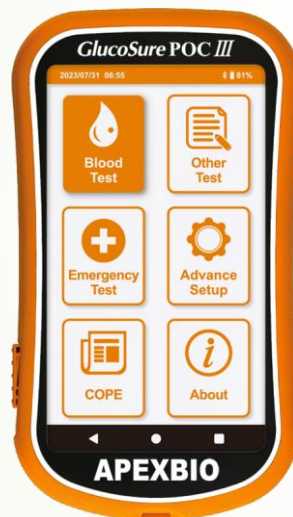 GlucoSure POC III
2023/07/31 08:55 81%
Blood
Test
Other
Test
Emergency
Test
Advance
Setup
COPE
i
About
APEXBIO